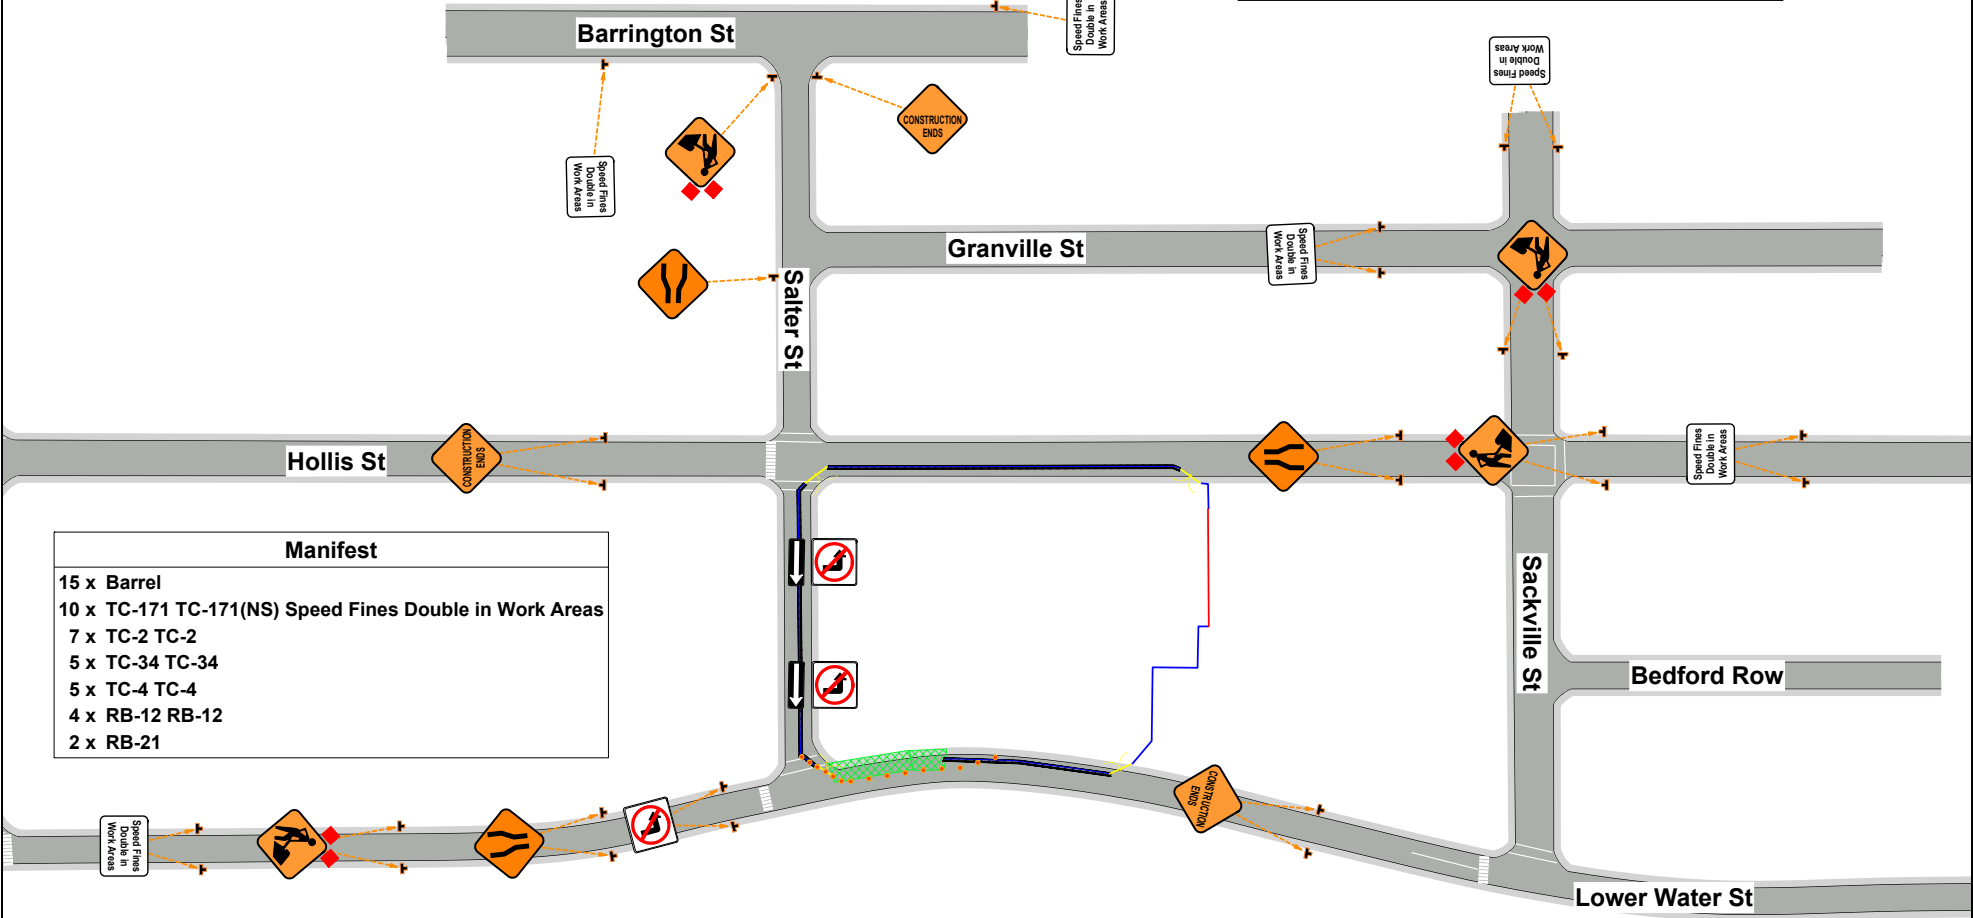 Speed Fines
Double in
Work Areas
Barrington St
Speed Fines
Double in
Work Areas
CONSTRUCTION
ENDS
Speed Fines
Double in
Work Areas
Granville St
Speed Fines
Double in
Work Areas
Salter St
Hollis St
CONSTRUCTION
ENDS
Speed Fines
Double in
Work Areas
Manifest
15 x Barrel
10 x TC-171 TC-171(NS) Speed Fines Double in Work Areas
7 x TC-2 TC-2
5 x TC-34 TC-34
5 x TC-4 TC-4
4 x RB-12 RB-12
2 x RB-21
Sackville St
Bedford Row
CONSTRUCTION
ENDS
Speed Fines
Double in
Work Areas
Lower Water St